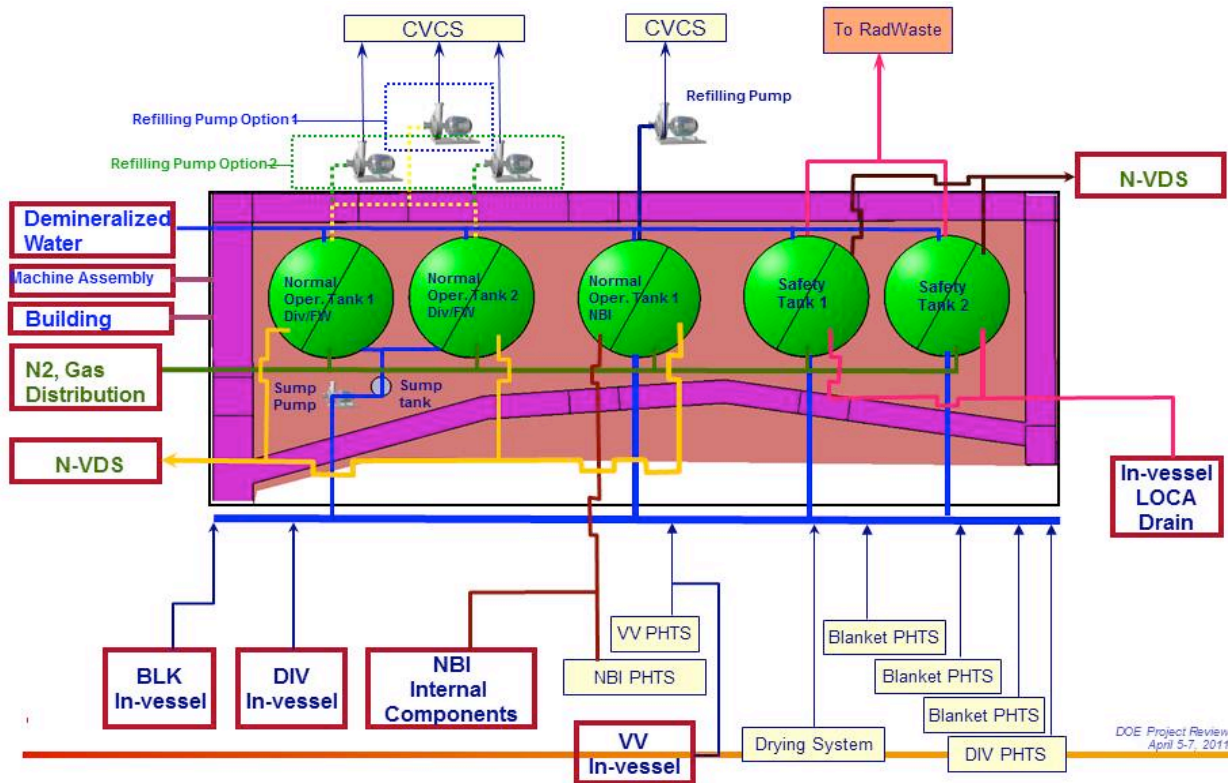 CVCS
CVCS
To RadWaste
Refilling Pump
Refilling Pump Option 1
Refilling Pump Option 2
N-VDS
Demineralized
Water
Machine Assembly
Building
N2, Gas
Distribution
N-VDS
Normal
Oper. Tank 1
Div/FW
Normal
Oper. Tank 2
Div/FW
Normal
Oper. Tank 1
NBI
Safety
Tank 1
Safety
Tank 2
Sump
Pump
Sump
tank
In-vessel
LOCA
Drain
BLK
In-vessel
DIV
In-vessel
NBI
Internal
Components
VV PHTS
NBI PHTS
VV
In-vessel
Drying System
Blanket PHTS
Blanket PHTS
Blanket PHTS
DIV PHTS
DOE Project Review
April 5-7, 2011